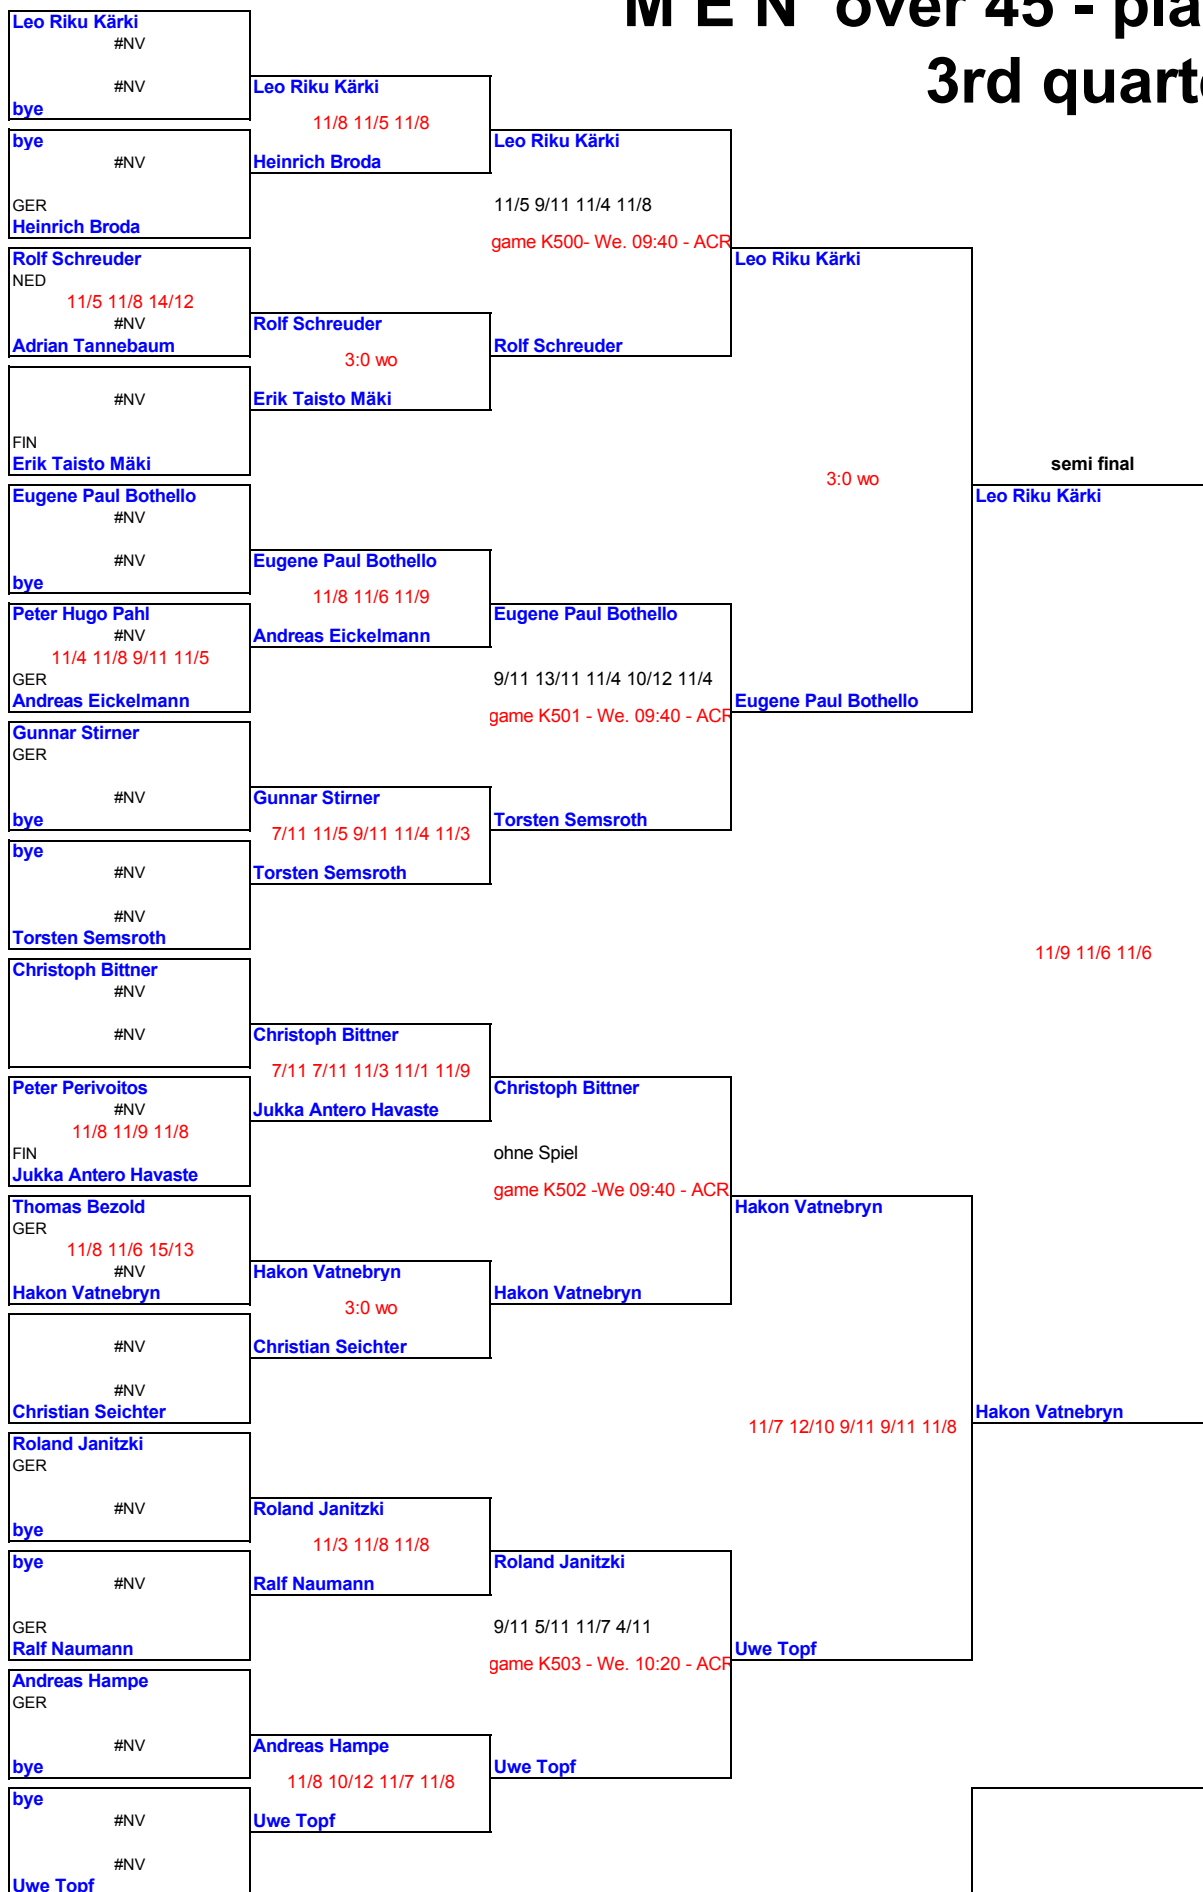 M E N over 45 - pla
3rd quart
Leo Riku Kärki
#NV
#NV
bye
bye
#NV
GER
Heinrich Broda
Rolf Schreuder
NED
11/5 11/8 14/12
#NV
Adrian Tannebaum
#NV
FIN
Erik Taisto Mäki
Eugene Paul Bothello
#NV
#NV
bye
Peter Hugo Pahl
#NV
11/4 11/8 9/11 11/5
GER
Andreas Eickelmann
Gunnar Stirner
GER
#NV
bye
bye
#NV
#NV
Torsten Semsroth
Christoph Bittner
#NV
#NV
Peter Perivoitos
#NV
11/8 11/9 11/8
FIN
Jukka Antero Havaste
Thomas Bezold
GER
11/8 11/6 15/13
#NV
Hakon Vatnebryn
#NV
#NV
Christian Seichter
Roland Janitzki
GER
#NV
bye
bye
#NV
GER
Ralf Naumann
Andreas Hampe
GER
#NV
bye
bye
#NV
#NV
Uwe Topf
Leo Riku Kärki
11/8 11/5 11/8
Heinrich Broda
Rolf Schreuder
3:0 wo
Erik Taisto Mäki
Eugene Paul Bothello
11/8 11/6 11/9
Andreas Eickelmann
Gunnar Stirner
7/11 11/5 9/11 11/4 11/3
Torsten Semsroth
Christoph Bittner
7/11 7/11 11/3 11/1 11/9
Jukka Antero Havaste
Hakon Vatnebryn
3:0 wo
Christian Seichter
Roland Janitzki
11/3 11/8 11/8
Ralf Naumann
Andreas Hampe
11/8 10/12 11/7 11/8
Uwe Topf
Leo Riku Kärki
11/5 9/11 11/4 11/8
game K500- We. 09:40 - ACR
Rolf Schreuder
Eugene Paul Bothello
9/11 13/11 11/4 10/12 11/4
game K501 - We. 09:40 - ACR
Torsten Semsroth
Christoph Bittner
ohne Spiel
game K502 -We 09:40 - ACR
Hakon Vatnebryn
Roland Janitzki
9/11 5/11 11/7 4/11
game K503 - We. 10:20 - ACR
Uwe Topf
Leo Riku Kärki
3:0 wo
Eugene Paul Bothello
Hakon Vatnebryn
11/7 12/10 9/11 9/11 11/8
Uwe Topf
semi final
Leo Riku Kärki
11/9 11/6 11/6
Hakon Vatnebryn